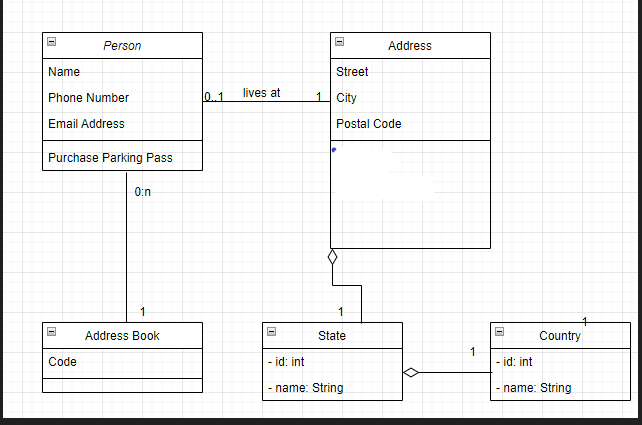 Person
Name
Phone Number
Email Address
Purchase Parking Pass
0..1
lives at
1
Address
Street
City
Postal Code
0:n
1
Address Book
Code
1
State
- id: int
- name: String
1
1
Country
- id: int
- name: String